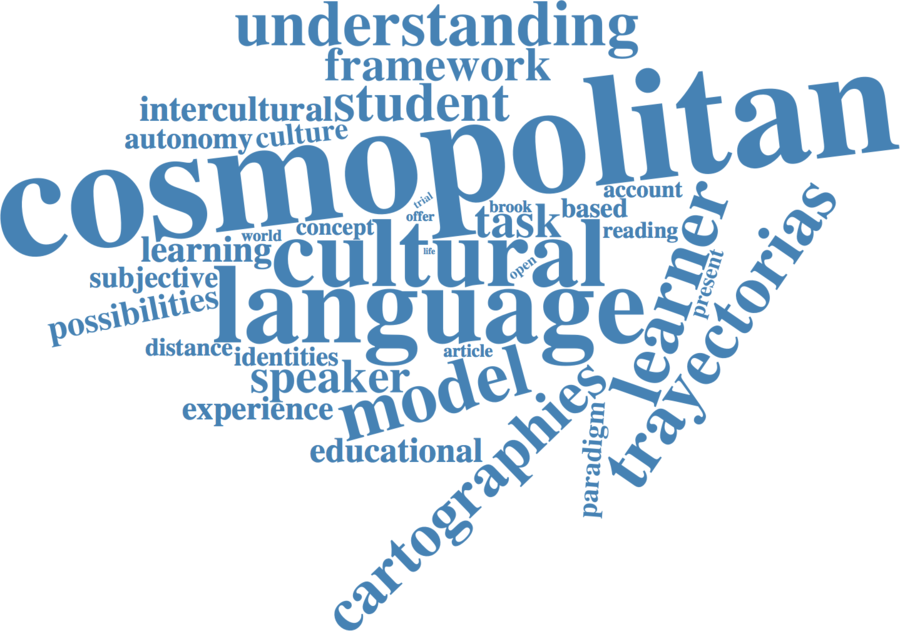 understanding
framework
intercultural
student
autonomy
culture
cosmopolitan
account
trial
offer
brook
task
based
reading
world
concept
learning
cultural
life
open
subjective
possibilities
language
learner
present
trayectorias
distance
identities
article
speaker
model
experience
educational
cartographies
paradigm